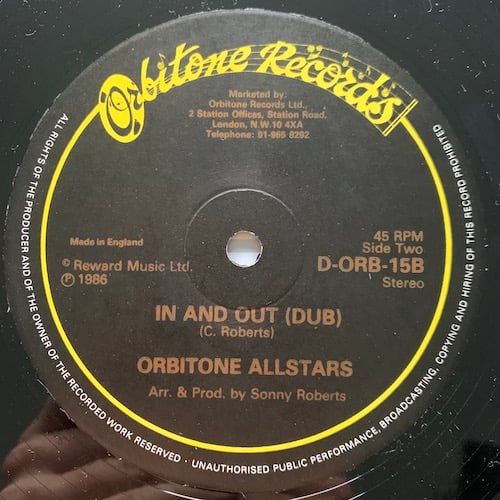 Orbitone Records
Marketed by:
Orbitone Records Ltd.,
2 Station Offices, Station Road,
London, N.W.10 4XA
Telephone: 01-965 8292
Made in England
45 RPM
Side Two
D-ORB-15B
Stereo
© Reward Music Ltd.
℗ 1986
IN AND OUT (DUB)
(C. Roberts)
ORBITONE ALLSTARS
Arr. & Prod. by Sonny Roberts
ALL RIGHTS OF THE PRODUCER AND OF THE OWNER OF THE RECORDED WORK RESERVED · UNAUTHORISED PUBLIC PERFORMANCE, BROADCASTING, COPYING AND HIRING OF THIS RECORD PROHIBITED